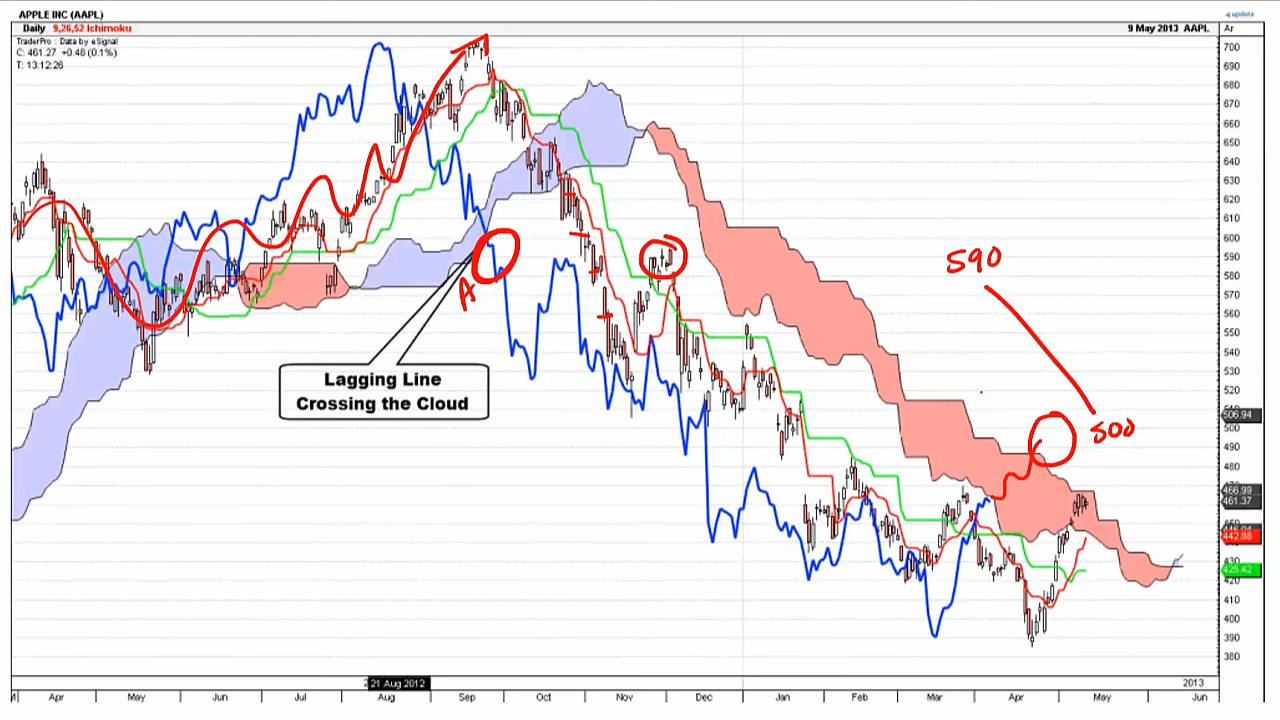 APPLE INC (AAPL)
update
Daily 9,26,52 Ichimoku
9 May 2013 AAPL
Ar
TraderPro : Data by eSignal
C: 461.27 +0.48 (0.1%)
T: 13:12:26
700
690
680
670
660
650
640
630
620
610
600
590
580
570
560
550
540
530
520
506.94
500
490
480
466.99
461.37
442.88
430
425.42
420
410
400
390
380
590
500
A
Lagging Line
Crossing the Cloud
21 Aug 2012
2013
Apr May Jun Jul Aug Sep Oct Nov Dec Jan Feb Mar Apr May Jun